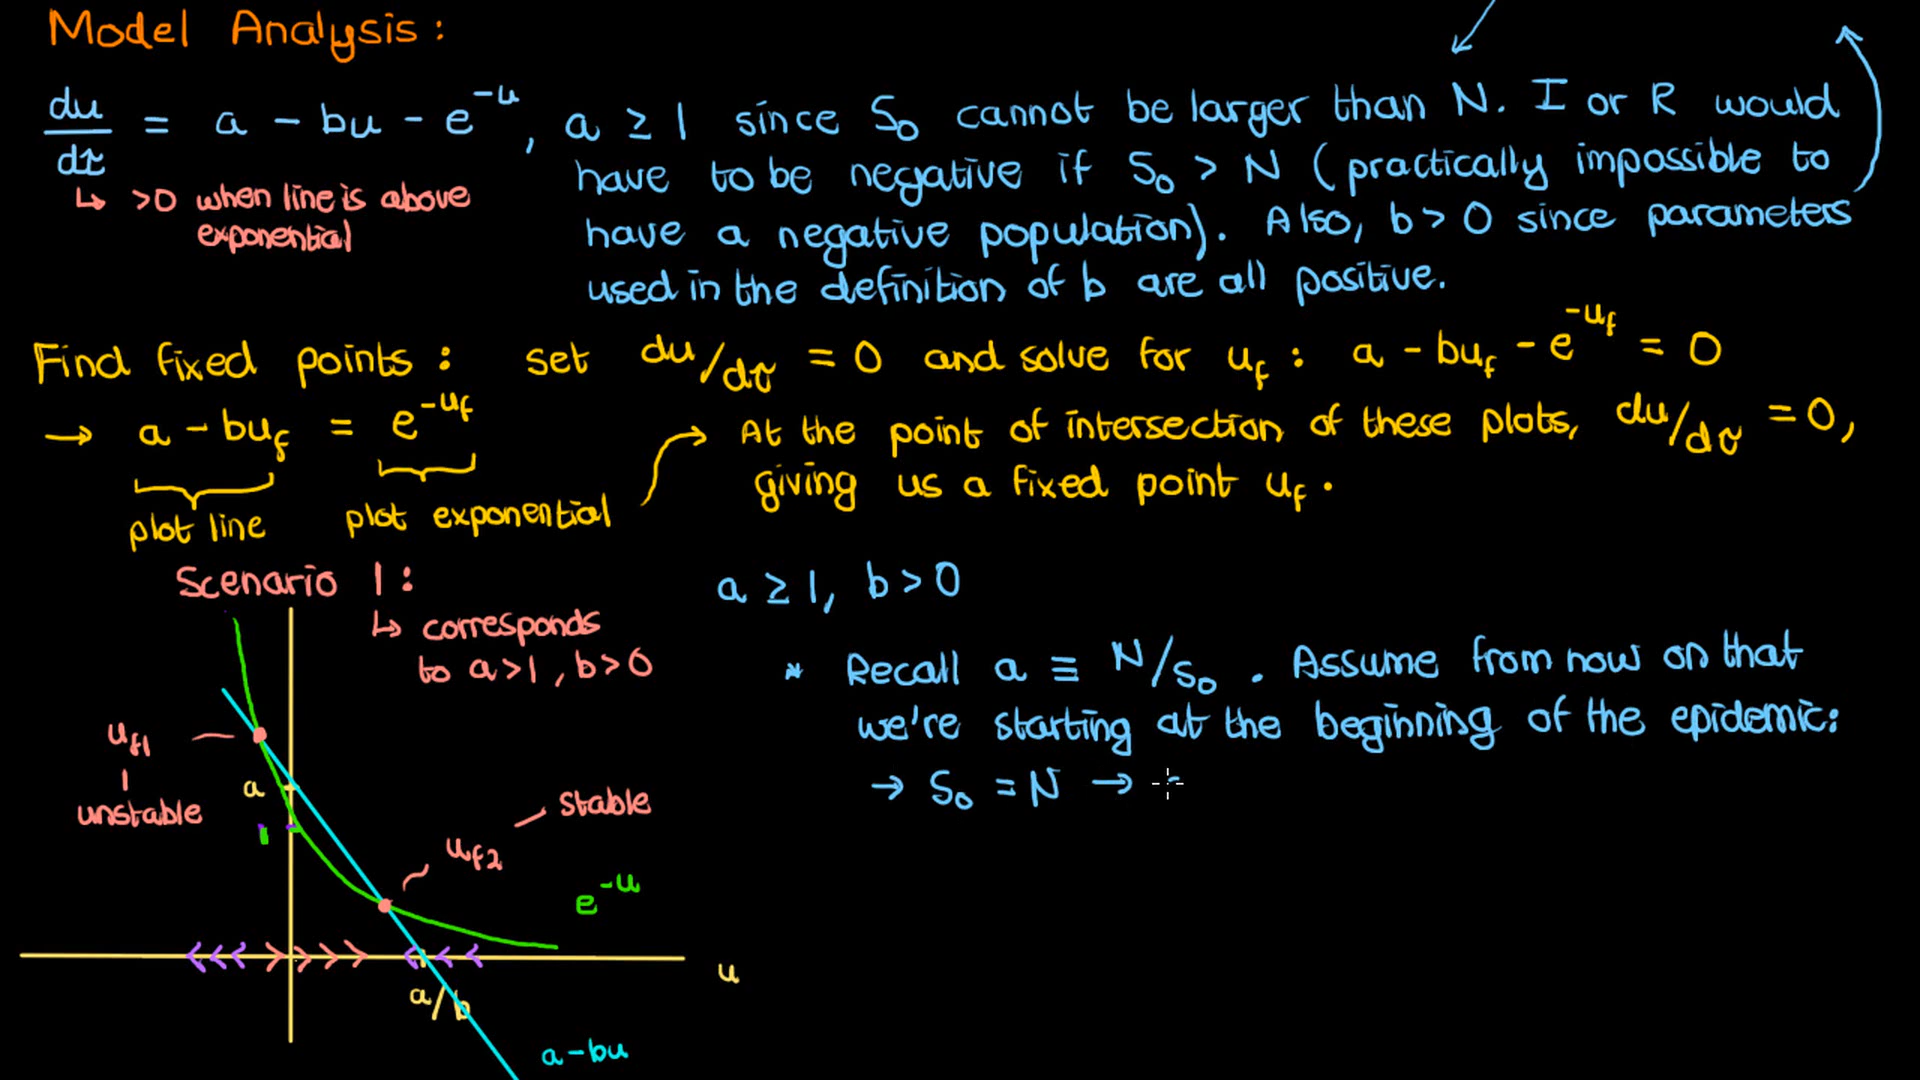 Model Analysis:
du/dτ = a - bu - e^{-u}, a ≥ 1 since S₀ cannot be larger than N. I or R would
have to be negative if S₀ > N (practically impossible to
have a negative population). Also, b > 0 since parameters
used in the definition of b are all positive.
↳ >0 when line is above
exponential
Find fixed points: set du/dτ = 0 and solve for u_f: a - bu_f - e^{-u_f} = 0
→ a - bu_f = e^{-u_f}
plot line
plot exponential
→ At the point of intersection of these plots, du/dτ = 0,
giving us a fixed point u_f.
Scenario 1:
↳ corresponds
to a>1, b>0
u_f1
unstable
a
1
stable
u_f2
e^{-u}
u
a/b
a-bu
a ≥ 1, b > 0
* Recall a ≡ N/S₀. Assume from now on that
we're starting at the beginning of the epidemic:
→ S₀ = N →